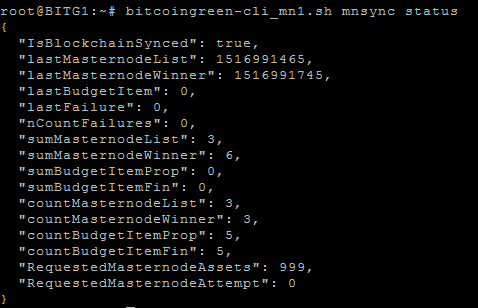 root@BITG1:~# bitcoingreen-cli_mn1.sh mnsync status
{
  "IsBlockchainSynced": true,
  "lastMasternodeList": 1516991465,
  "lastMasternodeWinner": 1516991745,
  "lastBudgetItem": 0,
  "lastFailure": 0,
  "nCountFailures": 0,
  "sumMasternodeList": 3,
  "sumMasternodeWinner": 6,
  "sumBudgetItemProp": 0,
  "sumBudgetItemFin": 0,
  "countMasternodeList": 3,
  "countMasternodeWinner": 3,
  "countBudgetItemProp": 5,
  "countBudgetItemFin": 5,
  "RequestedMasternodeAssets": 999,
  "RequestedMasternodeAttempt": 0
}